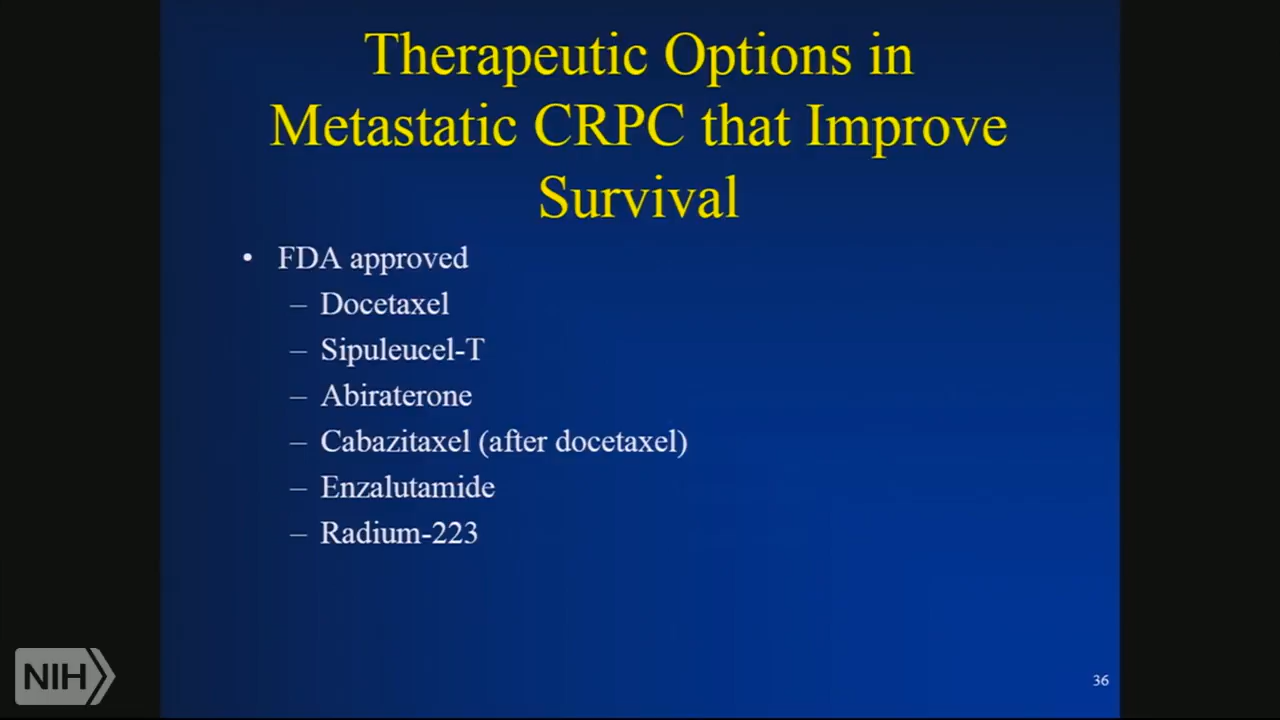 Therapeutic Options in
Metastatic CRPC that Improve
Survival
• FDA approved
– Docetaxel
– Sipuleucel-T
– Abiraterone
– Cabazitaxel (after docetaxel)
– Enzalutamide
– Radium-223
NIH
36